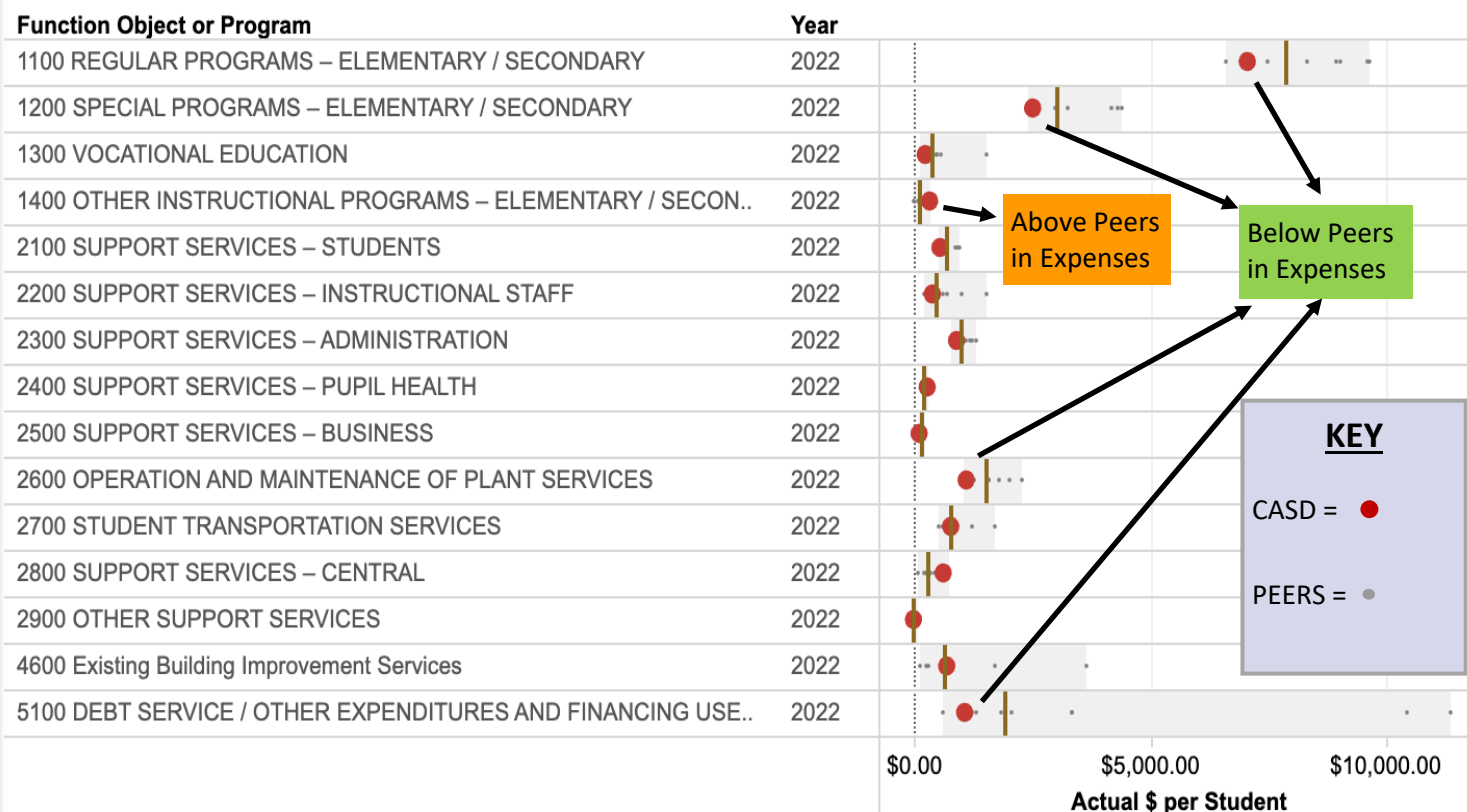 Function Object or Program Year
1100 REGULAR PROGRAMS – ELEMENTARY / SECONDARY 2022
1200 SPECIAL PROGRAMS – ELEMENTARY / SECONDARY 2022
1300 VOCATIONAL EDUCATION 2022
1400 OTHER INSTRUCTIONAL PROGRAMS – ELEMENTARY / SECON.. 2022
2100 SUPPORT SERVICES – STUDENTS 2022
2200 SUPPORT SERVICES – INSTRUCTIONAL STAFF 2022
2300 SUPPORT SERVICES – ADMINISTRATION 2022
2400 SUPPORT SERVICES – PUPIL HEALTH 2022
2500 SUPPORT SERVICES – BUSINESS 2022
2600 OPERATION AND MAINTENANCE OF PLANT SERVICES 2022
2700 STUDENT TRANSPORTATION SERVICES 2022
2800 SUPPORT SERVICES – CENTRAL 2022
2900 OTHER SUPPORT SERVICES 2022
4600 Existing Building Improvement Services 2022
5100 DEBT SERVICE / OTHER EXPENDITURES AND FINANCING USE.. 2022
Above Peers
in Expenses
Below Peers
in Expenses
KEY
CASD =
PEERS =
$0.00 $5,000.00 $10,000.00
Actual $ per Student